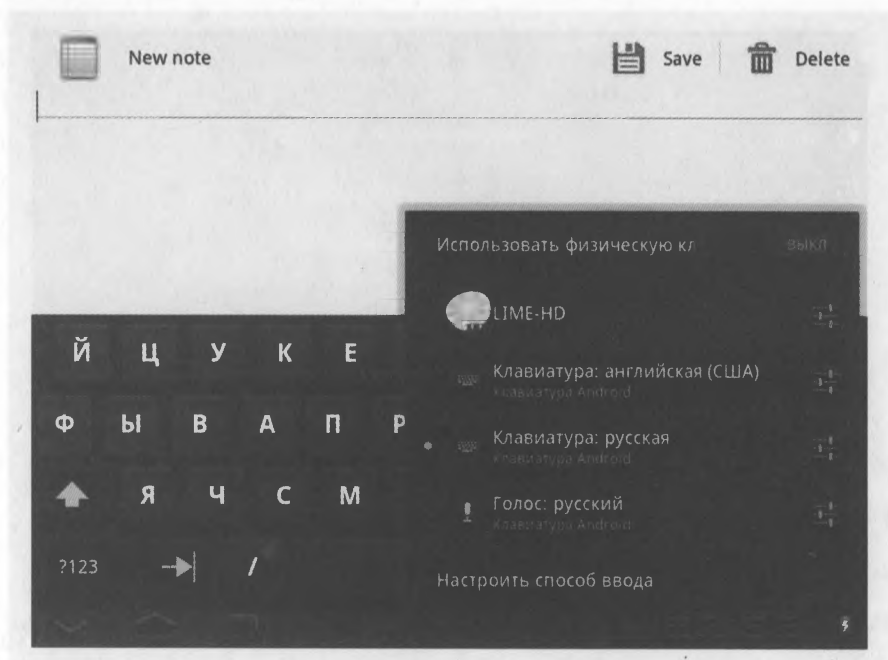 New note
Save
Delete
Использовать физическую кл
выкл
LIME-HD
Клавиатура: английская (США)
Клавиатура Android
Клавиатура: русская
Клавиатура Android
Голос: русский
Клавиатура Android
Настроить способ ввода
Й Ц У К Е
Ф Ы В А П Р
Я Ч С М
?123 /